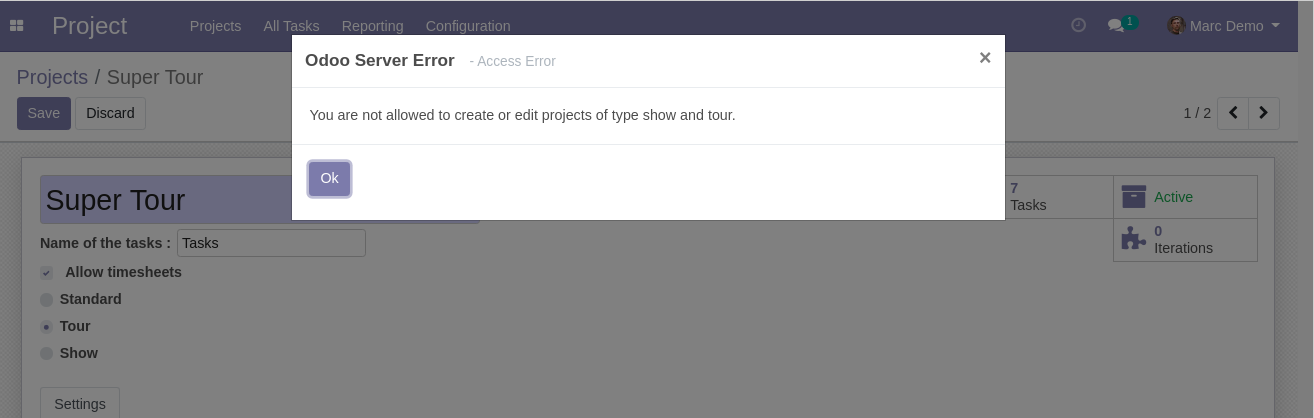 Project
Projects All Tasks Reporting Configuration
1 Marc Demo
Odoo Server Error - Access Error ×
You are not allowed to create or edit projects of type show and tour.
Ok
Projects / Super Tour
Save Discard
1 / 2
Super Tour
7
Tasks
Active
0
Iterations
Name of the tasks : Tasks
Allow timesheets
Standard
Tour
Show
Settings